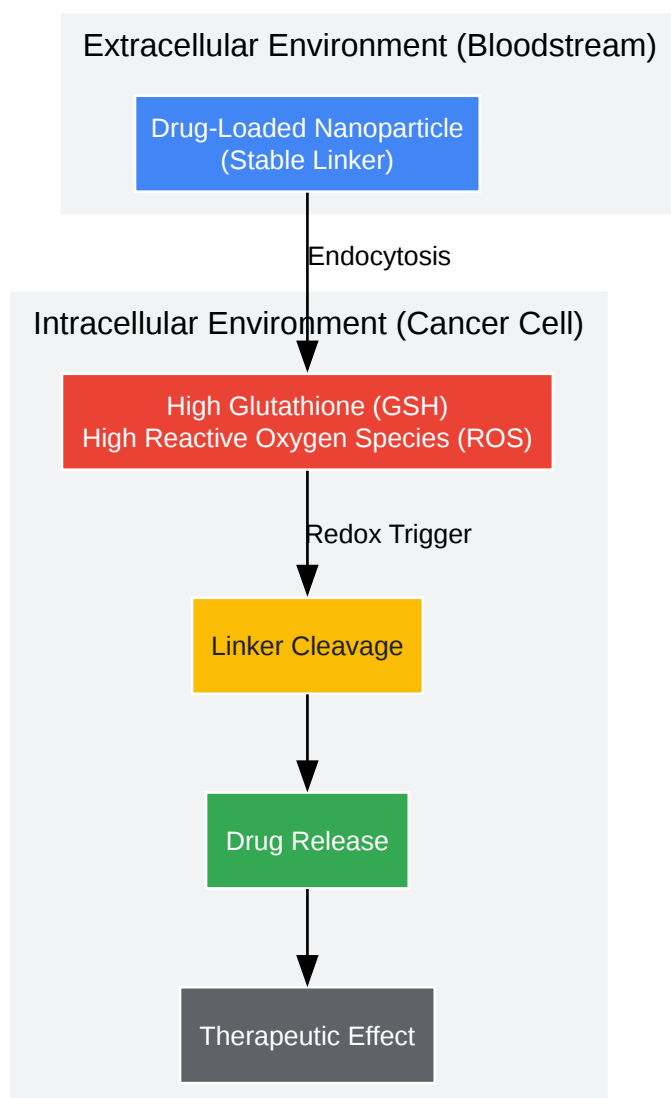 Extracellular Environment (Bloodstream)
Drug-Loaded Nanoparticle
(Stable Linker)
Endocytosis
Intracellular Environment (Cancer Cell)
High Glutathione (GSH)
High Reactive Oxygen Species (ROS)
Redox Trigger
Linker Cleavage
Drug Release
Therapeutic Effect